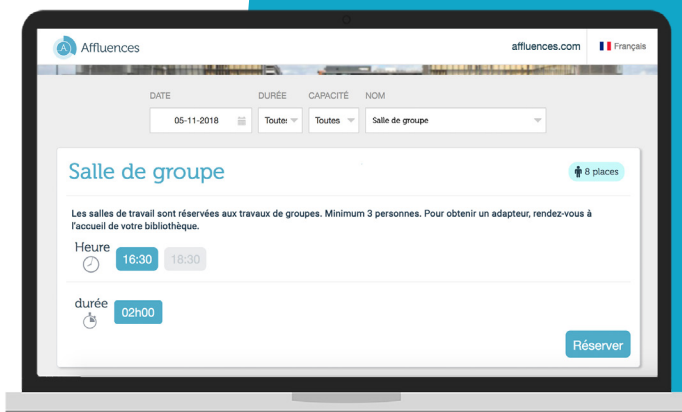 Affluences
affluences.com
Français
DATE
DURÉE
CAPACITÉ
NOM
05-11-2018
Toute
Toutes
Salle de groupe
Salle de groupe
8 places
Les salles de travail sont réservées aux travaux de groupes. Minimum 3 personnes. Pour obtenir un adapteur, rendez-vous à
l'accueil de votre bibliothèque.
Heure
16:30
18:30
durée
02h00
Réserver